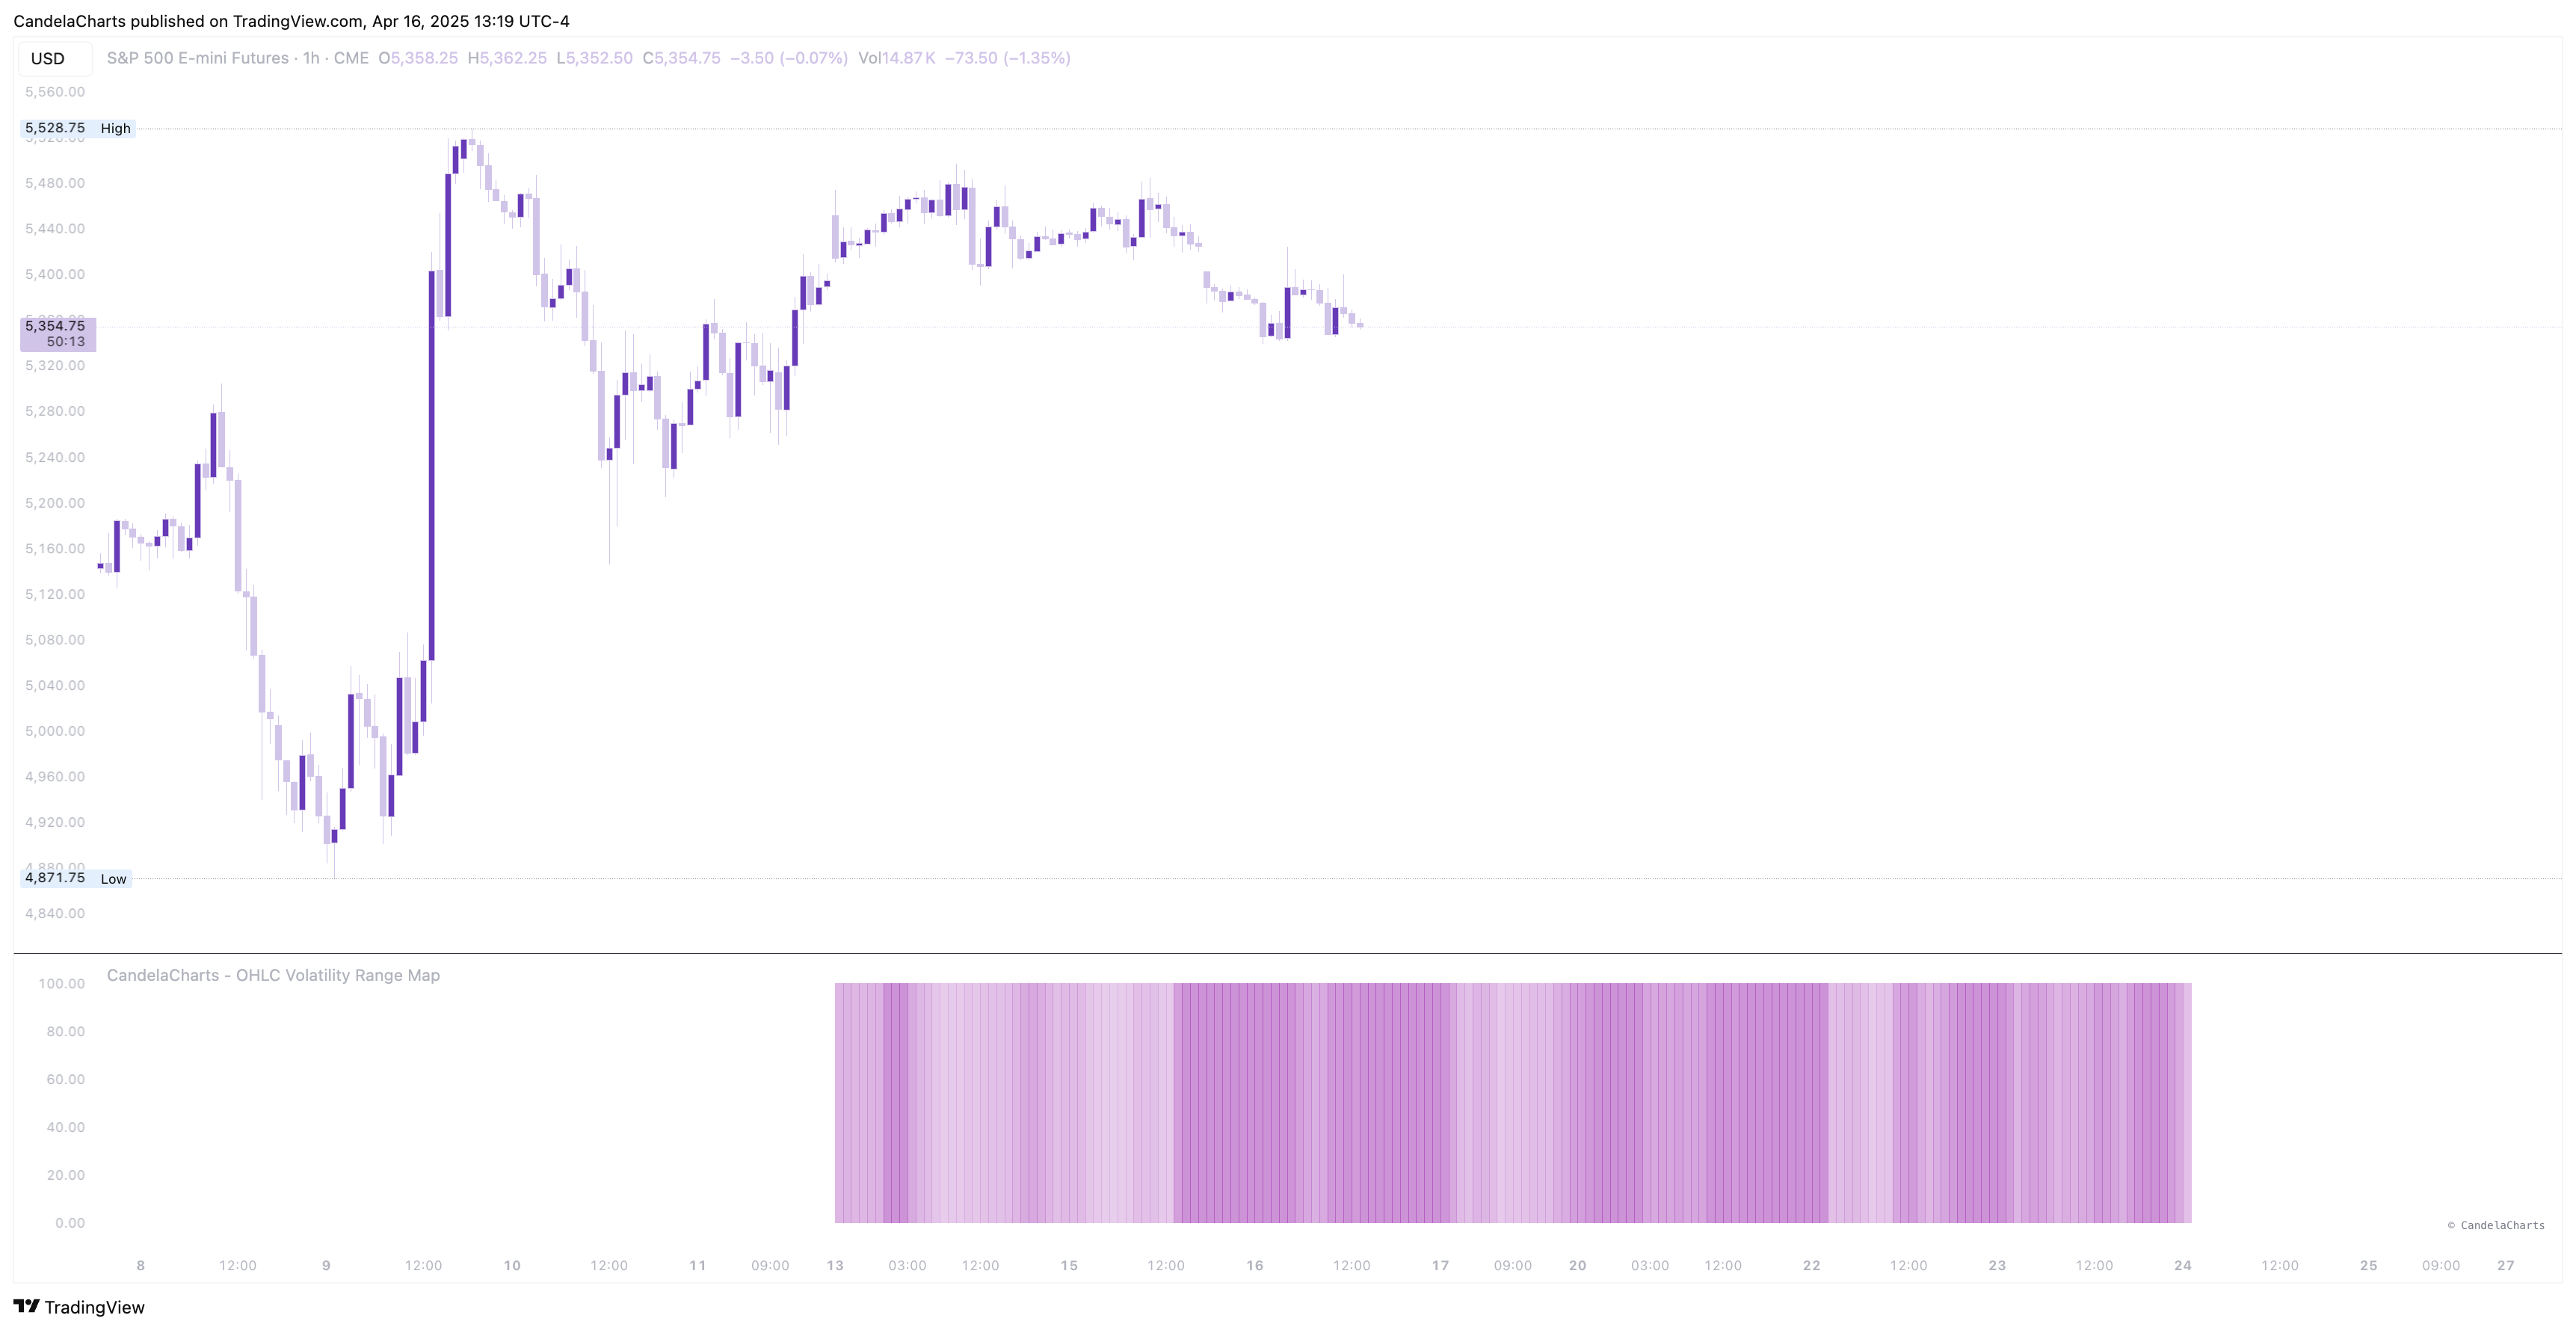 CandelaCharts published on TradingView.com, Apr 16, 2025 13:19 UTC-4
USD
S&P 500 E-mini Futures · 1h · CME O5,358.25 H5,362.25 L5,352.50 C5,354.75 −3.50 (−0.07%) Vol14.87 K −73.50 (−1.35%)
5,560.00
5,528.75 High
5,520.00
5,480.00
5,440.00
5,400.00
5,354.75
50:13
5,320.00
5,280.00
5,240.00
5,200.00
5,160.00
5,120.00
5,080.00
5,040.00
5,000.00
4,960.00
4,920.00
4,880.00
4,871.75 Low
4,840.00
CandelaCharts - OHLC Volatility Range Map
100.00
80.00
60.00
40.00
20.00
0.00
© CandelaCharts
8 12:00 9 12:00 10 12:00 11 09:00 13 03:00 12:00 15 12:00 16 12:00 17 09:00 20 03:00 12:00 22 12:00 23 12:00 24 12:00 25 09:00 27
TradingView